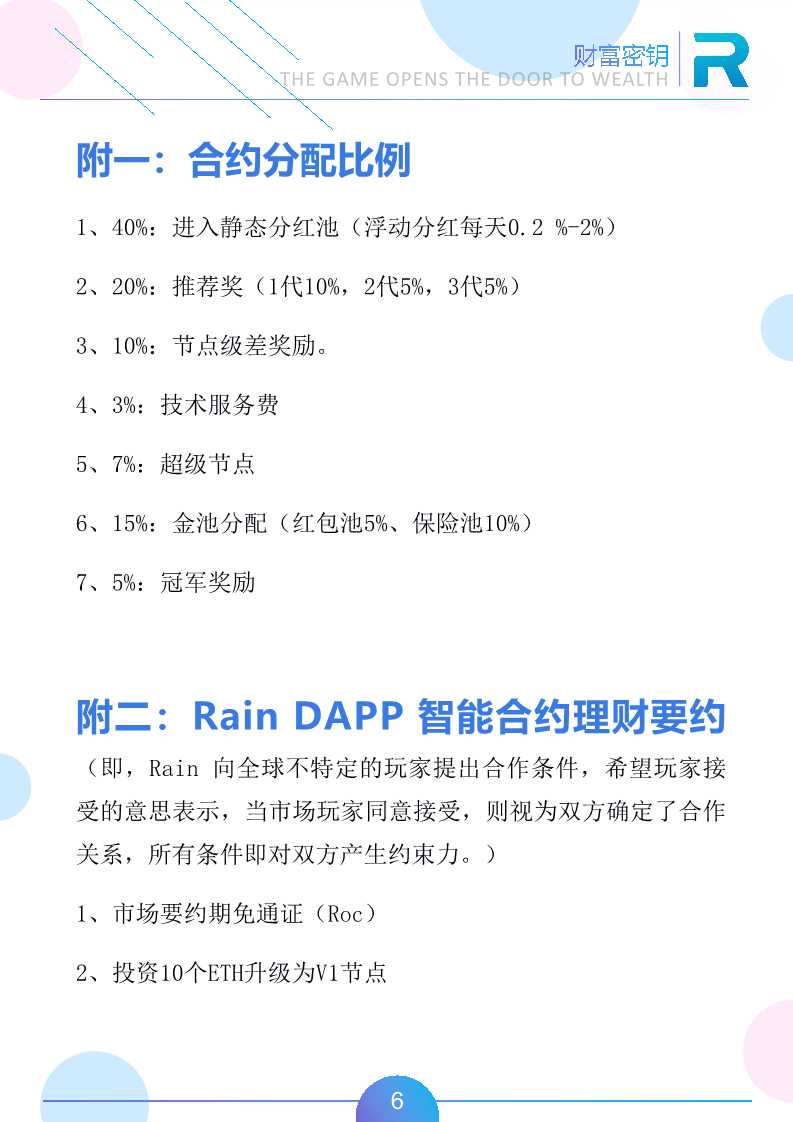 财富密钥
THE GAME OPENS THE DOOR TO WEALTH
附一：合约分配比例
1、40%：进入静态分红池（浮动分红每天0.2 %-2%）
2、20%：推荐奖（1代10%，2代5%，3代5%）
3、10%：节点级差奖励。
4、3%：技术服务费
5、7%：超级节点
6、15%：金池分配（红包池5%、保险池10%）
7、5%：冠军奖励
附二：Rain DAPP 智能合约理财要约
（即，Rain 向全球不特定的玩家提出合作条件，希望玩家接
受的意思表示，当市场玩家同意接受，则视为双方确定了合作
关系，所有条件即对双方产生约束力。）
1、市场要约期免通证（Roc）
2、投资10个ETH升级为V1节点
6